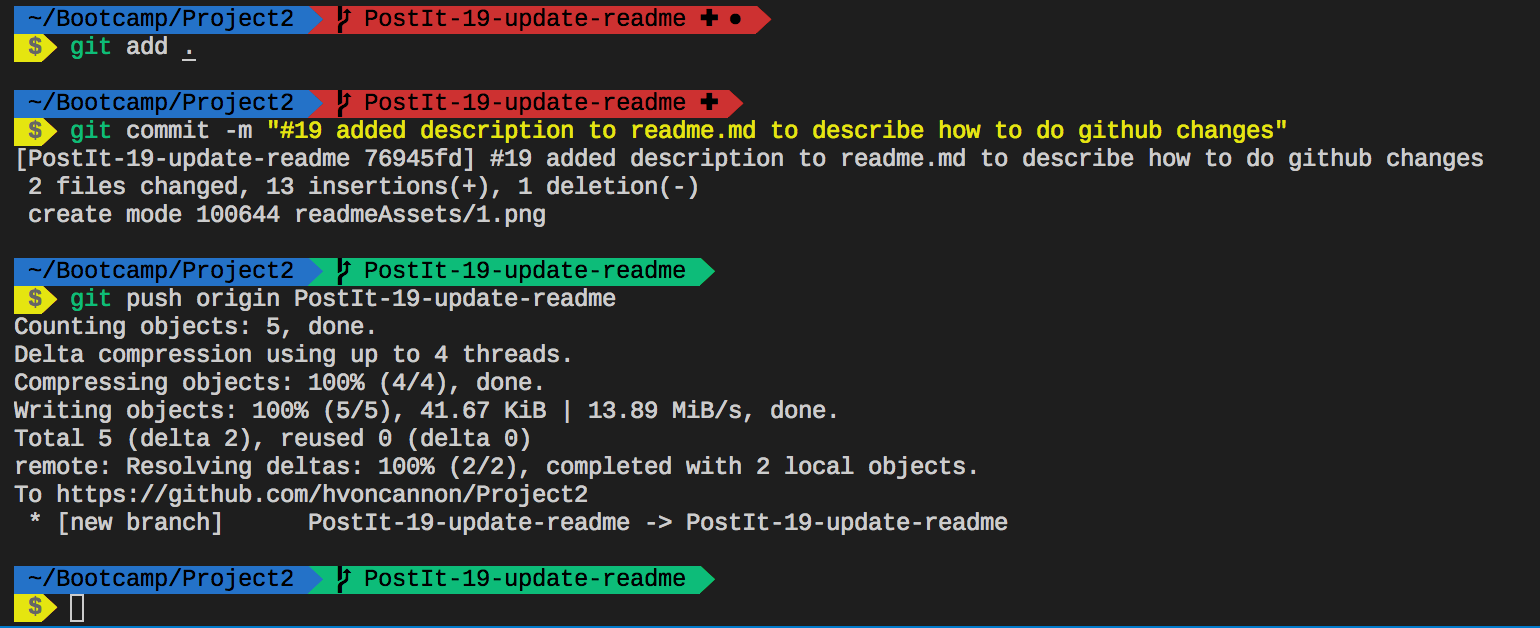 ~/Bootcamp/Project2 PostIt-19-update-readme ✚ ●
$ git add .
~/Bootcamp/Project2 PostIt-19-update-readme ✚
$ git commit -m "#19 added description to readme.md to describe how to do github changes"
[PostIt-19-update-readme 76945fd] #19 added description to readme.md to describe how to do github changes
2 files changed, 13 insertions(+), 1 deletion(-)
create mode 100644 readmeAssets/1.png
~/Bootcamp/Project2 PostIt-19-update-readme
$ git push origin PostIt-19-update-readme
Counting objects: 5, done.
Delta compression using up to 4 threads.
Compressing objects: 100% (4/4), done.
Writing objects: 100% (5/5), 41.67 KiB | 13.89 MiB/s, done.
Total 5 (delta 2), reused 0 (delta 0)
remote: Resolving deltas: 100% (2/2), completed with 2 local objects.
To https://github.com/hvoncannon/Project2
* [new branch]      PostIt-19-update-readme -> PostIt-19-update-readme
~/Bootcamp/Project2 PostIt-19-update-readme
$